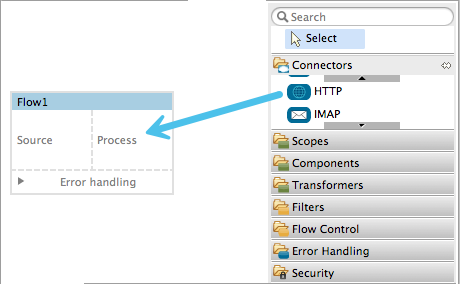 Search
Select
Connectors
HTTP
IMAP
Scopes
Components
Transformers
Filters
Flow Control
Error Handling
Security
Flow1
Source
Process
Error handling